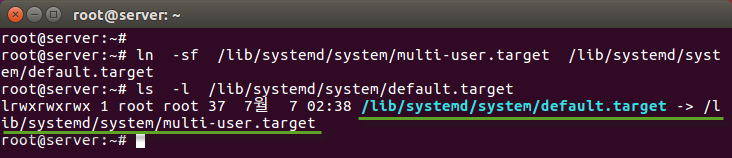 root@server: ~
root@server:~#
root@server:~# ln  -sf  /lib/systemd/system/multi-user.target  /lib/systemd/syst
em/default.target
root@server:~# ls  -l  /lib/systemd/system/default.target
lrwxrwxrwx 1 root root 37  7월   7 02:38 /lib/systemd/system/default.target -> /l
ib/systemd/system/multi-user.target
root@server:~#